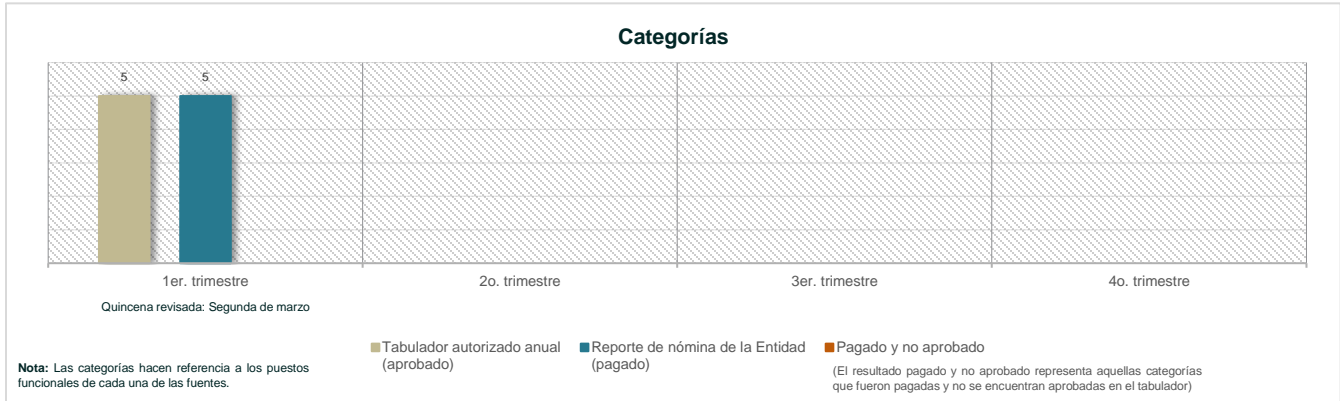 Categorías
5 5
1er. trimestre 2o. trimestre 3er. trimestre 4o. trimestre
Quincena revisada: Segunda de marzo
Tabulador autorizado anual
(aprobado)
Reporte de nómina de la Entidad
(pagado)
Pagado y no aprobado
(El resultado pagado y no aprobado representa aquellas categorías
que fueron pagadas y no se encuentran aprobadas en el tabulador)
Nota: Las categorías hacen referencia a los puestos
funcionales de cada una de las fuentes.